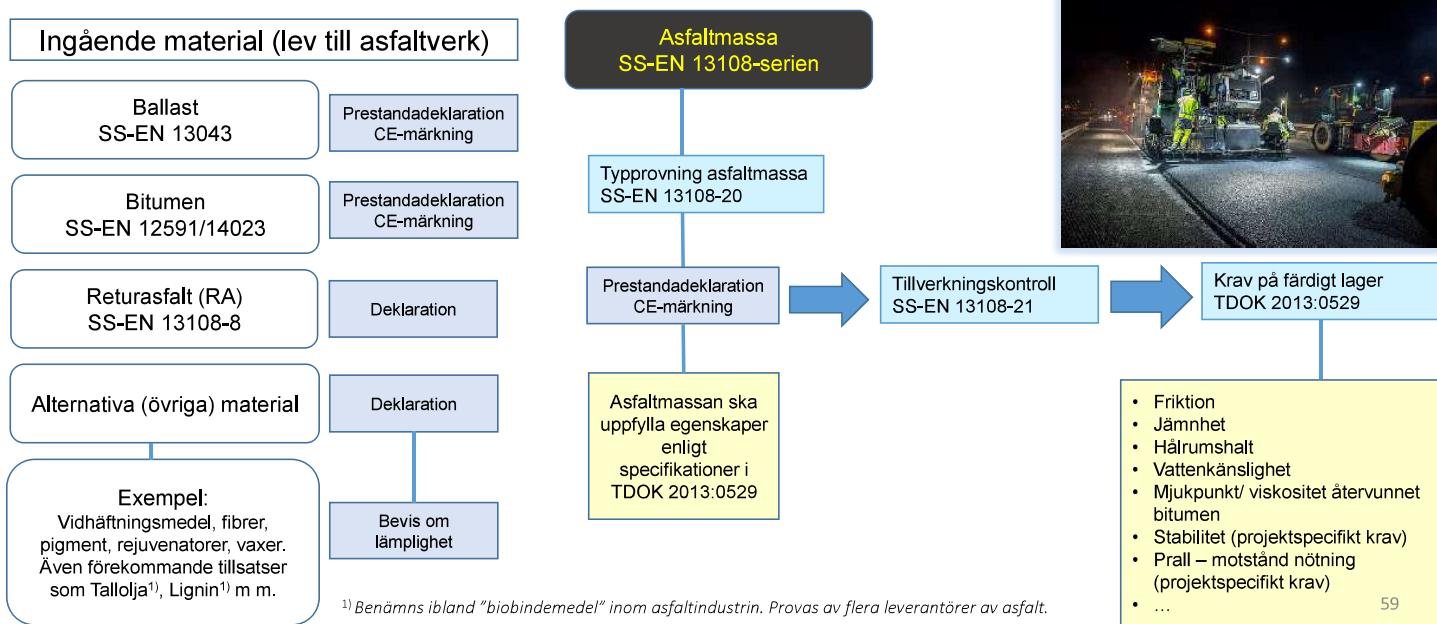 Ingående material (lev till asfaltverk)
Ballast
SS-EN 13043
Prestandadeklaration
CE-märkning
Bitumen
SS-EN 12591/14023
Prestandadeklaration
CE-märkning
Returasfalt (RA)
SS-EN 13108-8
Deklaration
Alternativa (övriga) material
Deklaration
Exempel:
Vidhäftningsmedel, fibrer,
pigment, rejuvenatorer, vaxer.
Även förekommande tillsatser
som Tallolja1), Lignin1) m m.
Bevis om
lämplighet
Asfaltmassa
SS-EN 13108-serien
Typprovning asfaltmassa
SS-EN 13108-20
Prestandadeklaration
CE-märkning
Asfaltmassan ska
uppfylla egenskaper
enligt
specifikationer i
TDOK 2013:0529
Tillverkningskontroll
SS-EN 13108-21
Krav på färdigt lager
TDOK 2013:0529
• Friktion
• Jämnhet
• Hålrumshalt
• Vattenkänslighet
• Mjukpunkt/ viskositet återvunnet
bitumen
• Stabilitet (projektspecifikt krav)
• Prall – motstånd nötning
(projektspecifikt krav)
• …
1) Benämns ibland ”biobindemedel” inom asfaltindustrin. Provas av flera leverantörer av asfalt.
59